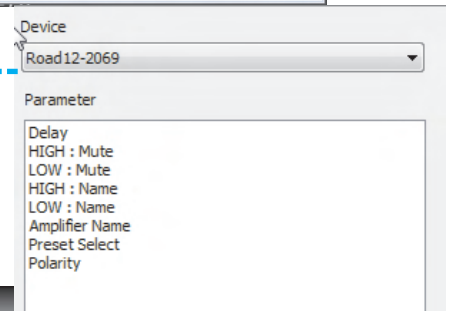 Device
Road12-2069
Parameter
Delay
HIGH : Mute
LOW : Mute
HIGH : Name
LOW : Name
Amplifier Name
Preset Select
Polarity